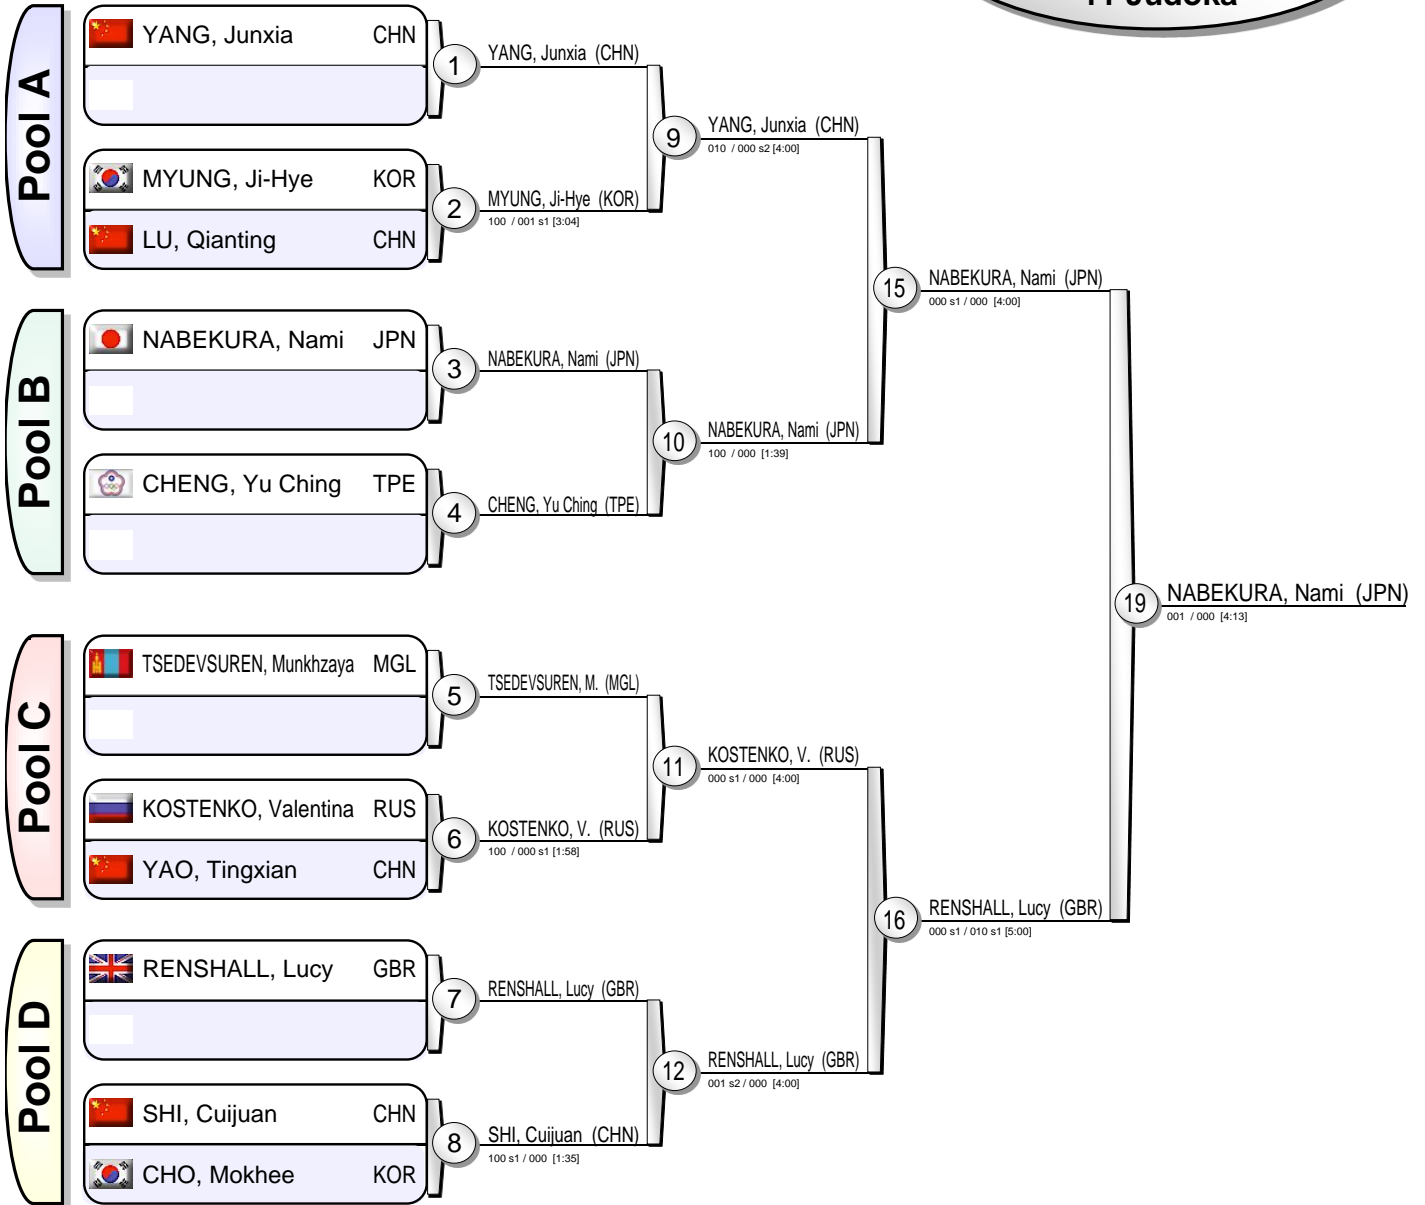 11 Judoka
Pool A
YANG, Junxia CHN
MYUNG, Ji-Hye KOR
LU, Qianting CHN
Pool B
NABEKURA, Nami JPN
CHENG, Yu Ching TPE
Pool C
TSEDEVSUREN, Munkhzaya MGL
KOSTENKO, Valentina RUS
YAO, Tingxian CHN
Pool D
RENSHALL, Lucy GBR
SHI, Cuijuan CHN
CHO, Mokhee KOR
1
YANG, Junxia (CHN)
2
MYUNG, Ji-Hye (KOR)
100 / 001 s1 [3:04]
3
NABEKURA, Nami (JPN)
4
CHENG, Yu Ching (TPE)
5
TSEDEVSUREN, M. (MGL)
6
KOSTENKO, V. (RUS)
100 / 000 s1 [1:58]
7
RENSHALL, Lucy (GBR)
8
SHI, Cuijuan (CHN)
100 s1 / 000 [1:35]
9
YANG, Junxia (CHN)
010 / 000 s2 [4:00]
10
NABEKURA, Nami (JPN)
100 / 000 [1:39]
11
KOSTENKO, V. (RUS)
000 s1 / 000 [4:00]
12
RENSHALL, Lucy (GBR)
001 s2 / 000 [4:00]
15
NABEKURA, Nami (JPN)
000 s1 / 000 [4:00]
16
RENSHALL, Lucy (GBR)
000 s1 / 010 s1 [5:00]
19
NABEKURA, Nami (JPN)
001 / 000 [4:13]